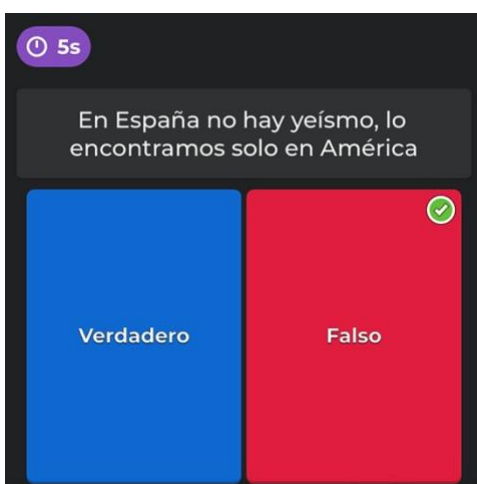 5s
En España no hay yeísmo, lo
encontramos solo en América
Verdadero
Falso